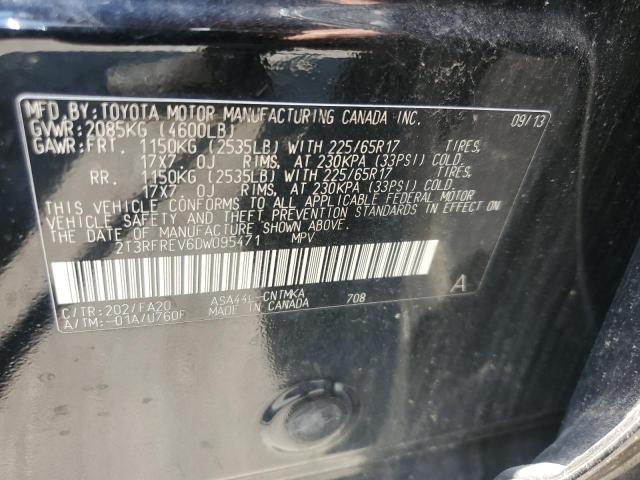 MFD.BY:TOYOTA MOTOR MANUFACTURING CANADA INC. 09/13
GVWR:2085KG (4600LB)
GAWR:FRT. 1150KG (2535LB) WITH 225/65R17 TIRES,
17X7. 0J RIMS, AT 230KPA (33PSI) COLD.
RR. 1150KG (2535LB) WITH 225/65R17 TIRES,
17X7. 0J RIMS, AT 230KPA (33PSI) COLD.
THIS VEHICLE CONFORMS TO ALL APPLICABLE FEDERAL MOTOR
VEHICLE SAFETY AND THEFT PREVENTION STANDARDS IN EFFECT ON
THE DATE OF MANUFACTURE SHOWN ABOVE.
2T3RFREV6DW095471 MPV
A
C/TR:202/FA20 ASA44L-CNTMKA 708
A/TM:-01A/U760F MADE IN CANADA